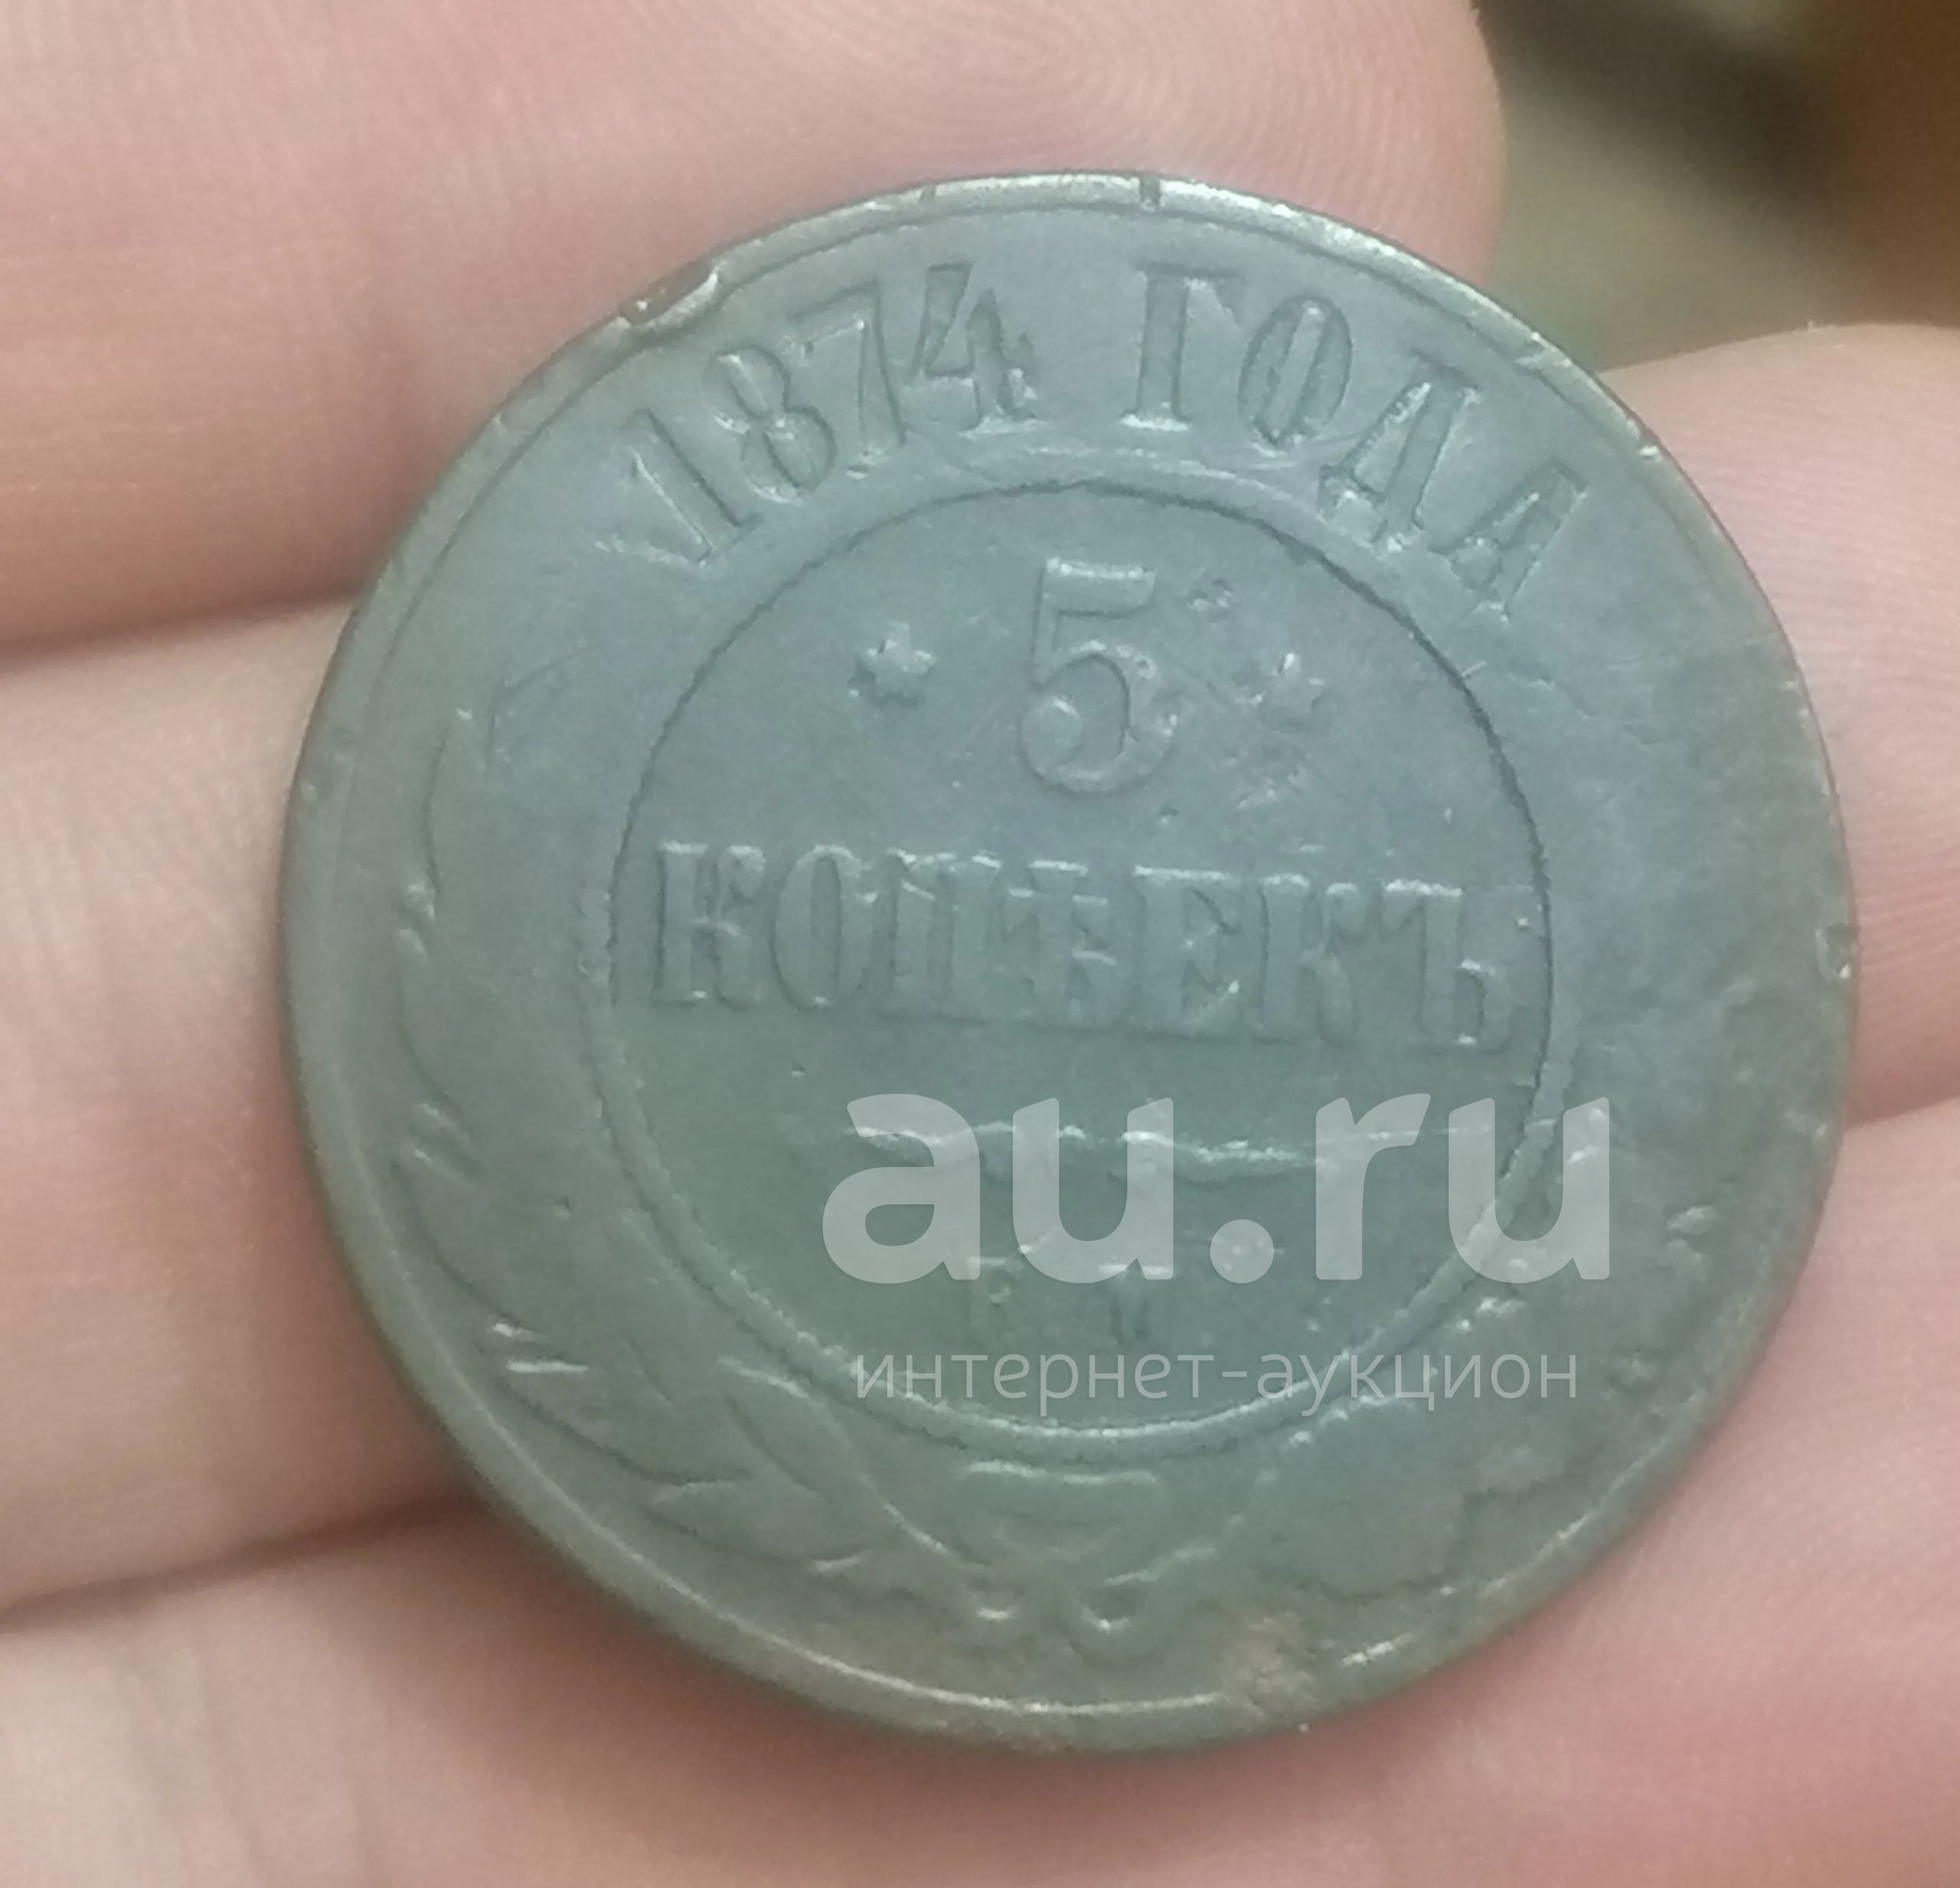 1874 ГОДА
5
КОПѢЕКЪ
au.ru
интернет-аукцион